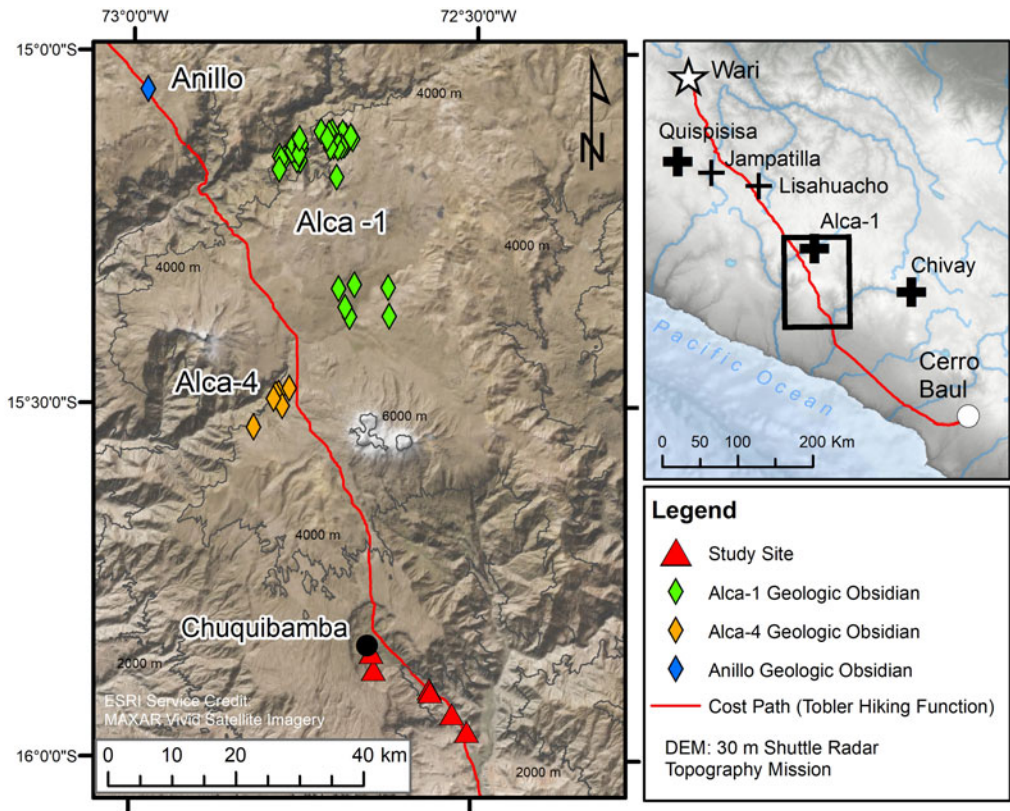 73°0'0"W
72°30'0"W
15°0'0"S
Anillo
4000 m
N
Alca -1
4000 m
4000 m
Alca-4
15°30'0"S
6000 m
4000 m
Chuquibamba
2000 m
ESRI Service Credit
MAXAR Vivid Satellite Imagery
0 10 20 40 km
16°0'0"S
2000 m
Wari
Quispisisa
Jampatilla
Lisahuacho
Alca-1
Chivay
Pacific Ocean
Cerro
Baul
0 50 100 200 Km
Legend
Study Site
Alca-1 Geologic Obsidian
Alca-4 Geologic Obsidian
Anillo Geologic Obsidian
Cost Path (Tobler Hiking Function)
DEM: 30 m Shuttle Radar
Topography Mission